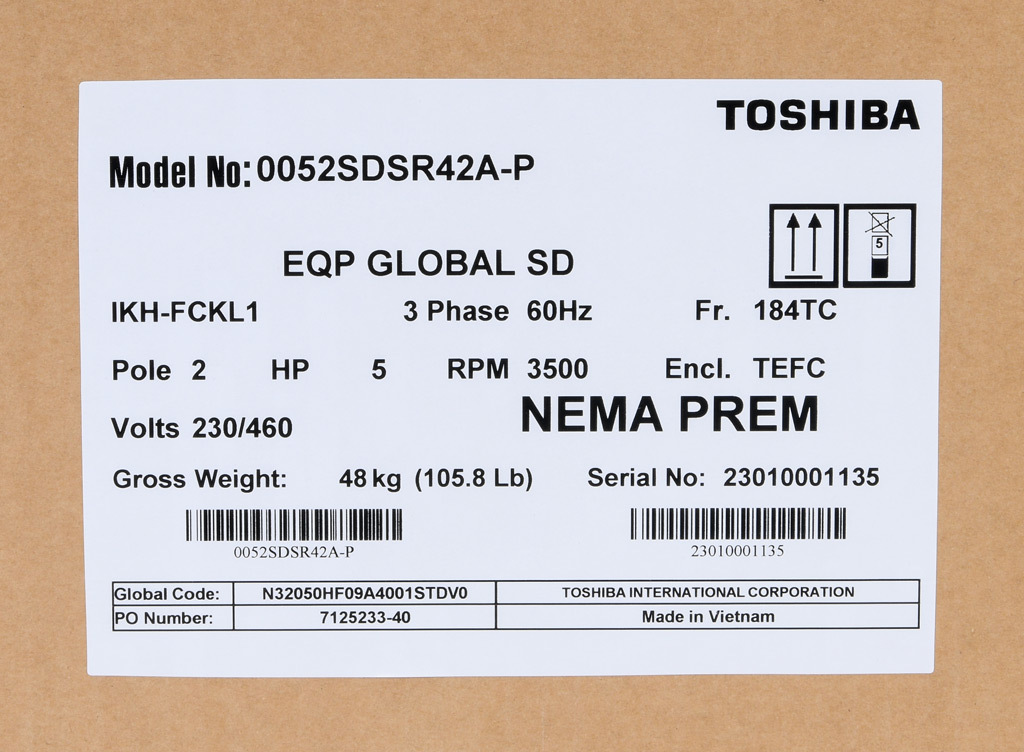 TOSHIBA
Model No: 0052SDSR42A-P
5
EQP GLOBAL SD
IKH-FCKL1 3 Phase 60Hz Fr. 184TC
Pole 2 HP 5 RPM 3500 Encl. TEFC
Volts 230/460 NEMA PREM
Gross Weight: 48 kg (105.8 Lb) Serial No: 23010001135
0052SDSR42A-P 23010001135
Global Code: N32050HF09A4001STDV0 TOSHIBA INTERNATIONAL CORPORATION
PO Number: 7125233-40 Made in Vietnam